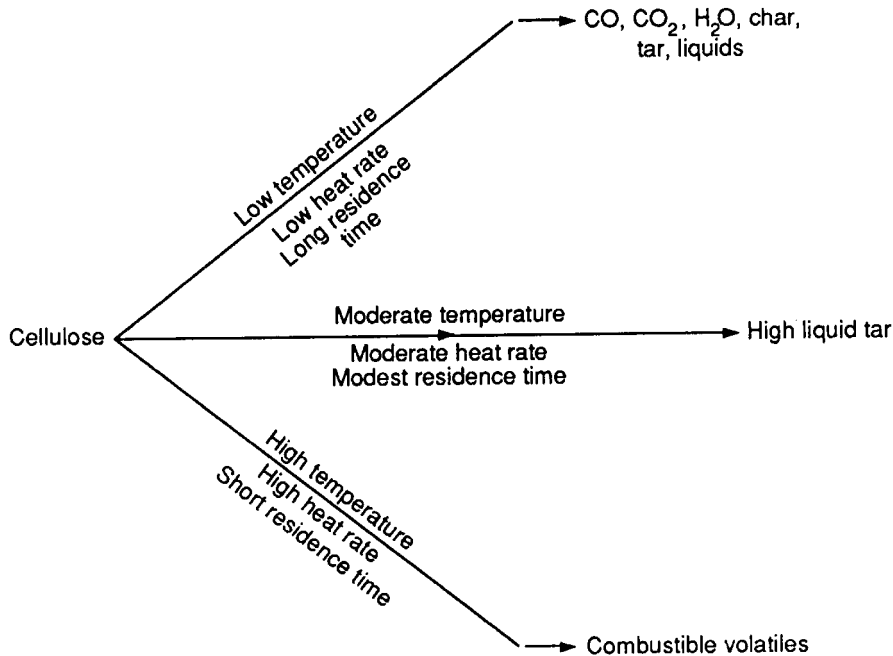 CO, CO₂, H₂O, char,
tar, liquids
Low temperature
Low heat rate
Long residence
time
Cellulose
Moderate temperature
Moderate heat rate
Modest residence time
High liquid tar
High temperature
High heat rate
Short residence time
Combustible volatiles